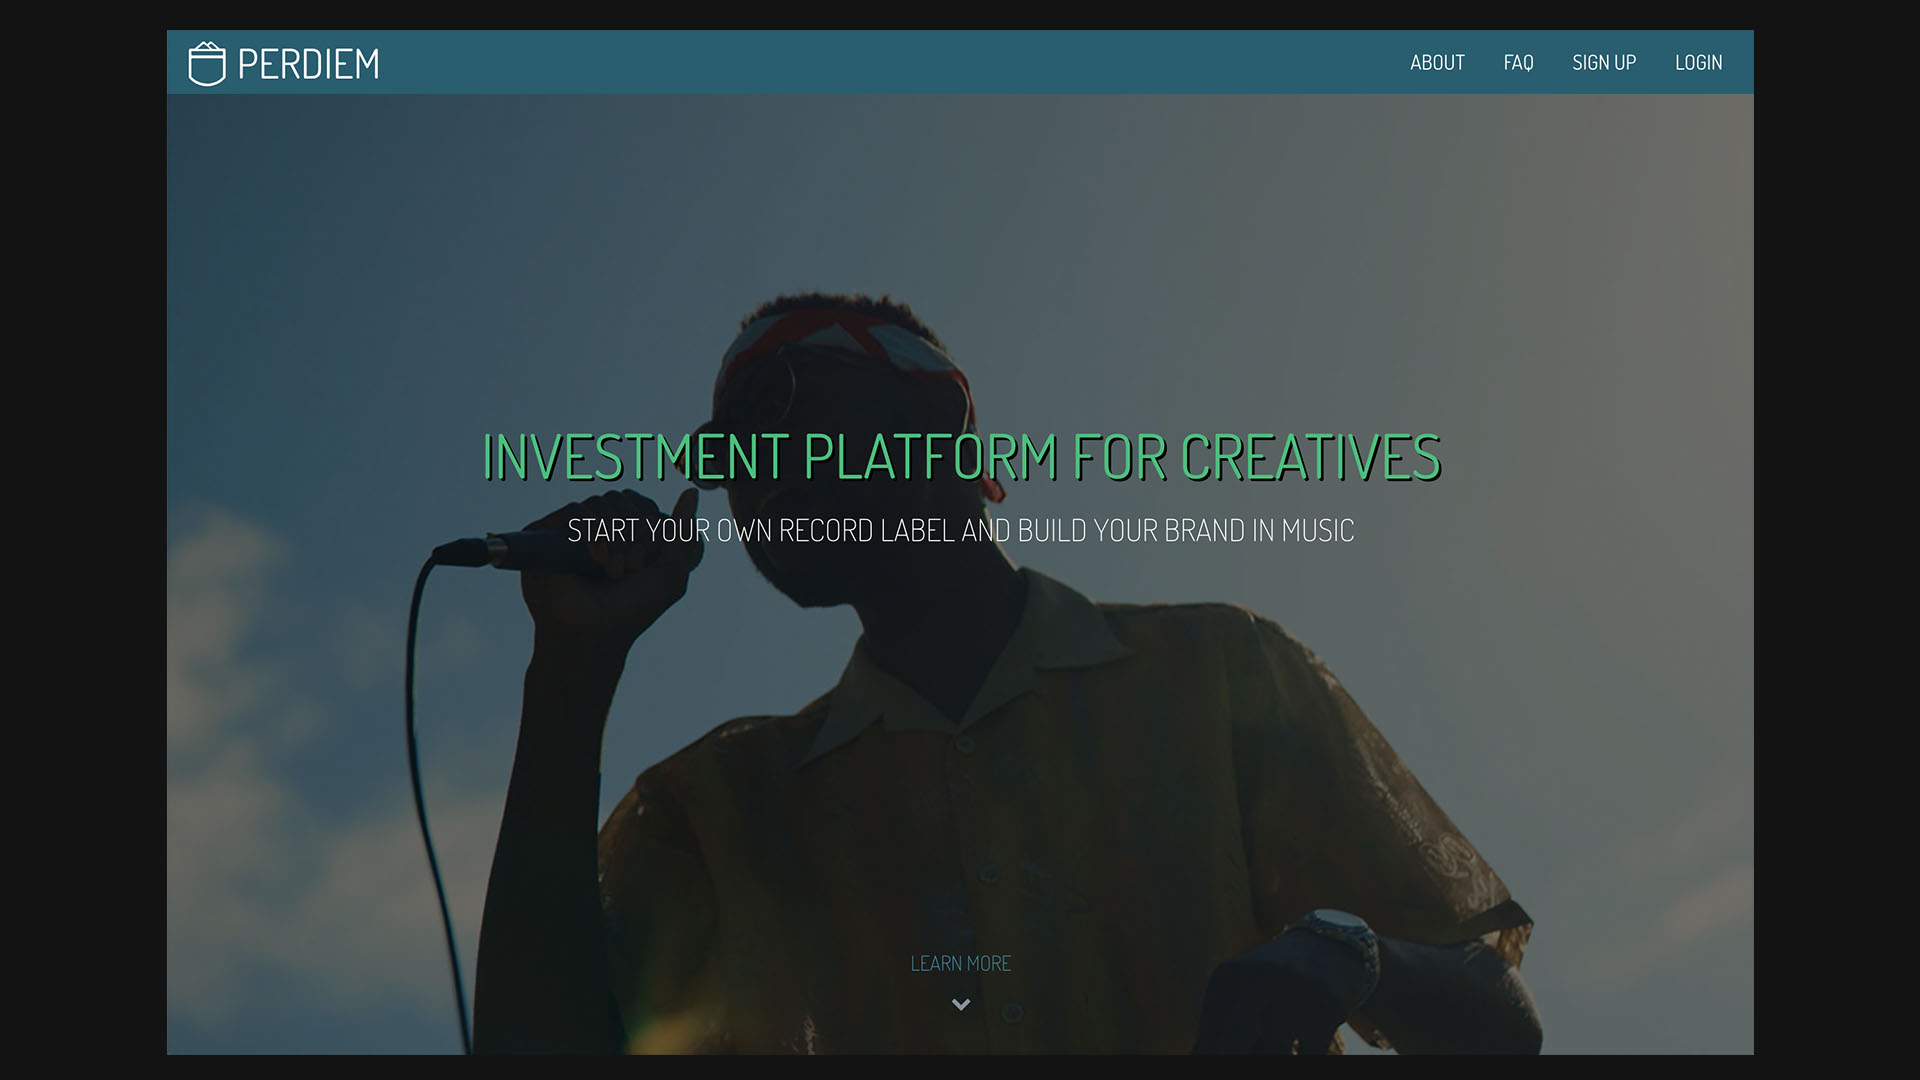 PERDIEM
ABOUT FAQ SIGN UP LOGIN
INVESTMENT PLATFORM FOR CREATIVES
START YOUR OWN RECORD LABEL AND BUILD YOUR BRAND IN MUSIC
LEARN MORE